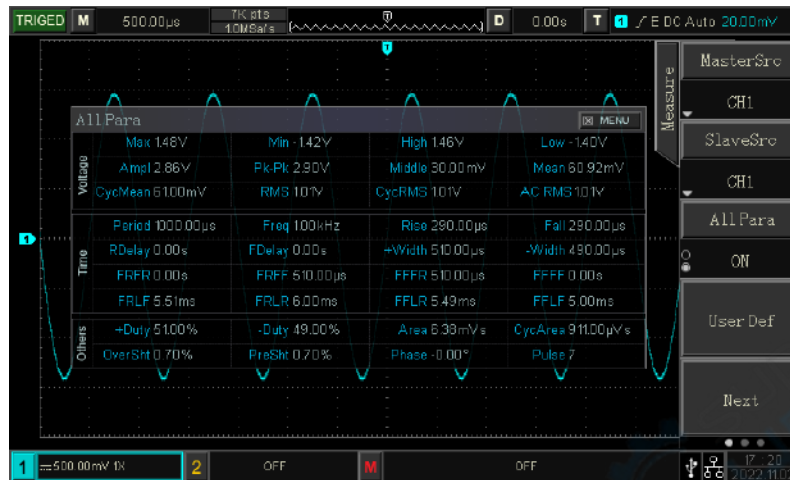 TRIGED M 500.00μs 7K pts 1.0MSa/s D 0.00s T 1 E DC Auto 20.00mV
T
Measure
MasterSrc
CH1
SlaveSrc
CH1
AllPara
ON
User Def
Next
All Para MENU
Voltage
Max 1.48V Min -1.42V High 1.46V Low -1.40V
Ampl 2.86V Pk-Pk 2.90V Middle 30.00mV Mean 60.92mV
CycMean 61.00mV RMS 1.01V CycRMS 1.01V AC RMS 1.01V
Time
Period 1000.00μs Freq 1.00kHz Rise 290.00μs Fall 290.00μs
RDelay 0.00s FDelay 0.00s +Width 510.00μs -Width 490.00μs
FRFR 0.00s FRFF 510.00μs FFFR 510.00μs FFFF 0.00s
FRLF 5.51ms FRLR 6.00ms FFLR 5.49ms FFLF 5.00ms
Others
+Duty 51.00% -Duty 49.00% Area 6.38mVs CycArea 911.00μVs
OverSht 0.70% PreSht 0.70% Phase -0.00° Pulse 7
1
1 500.00mV 1X 2 OFF M OFF
17:20